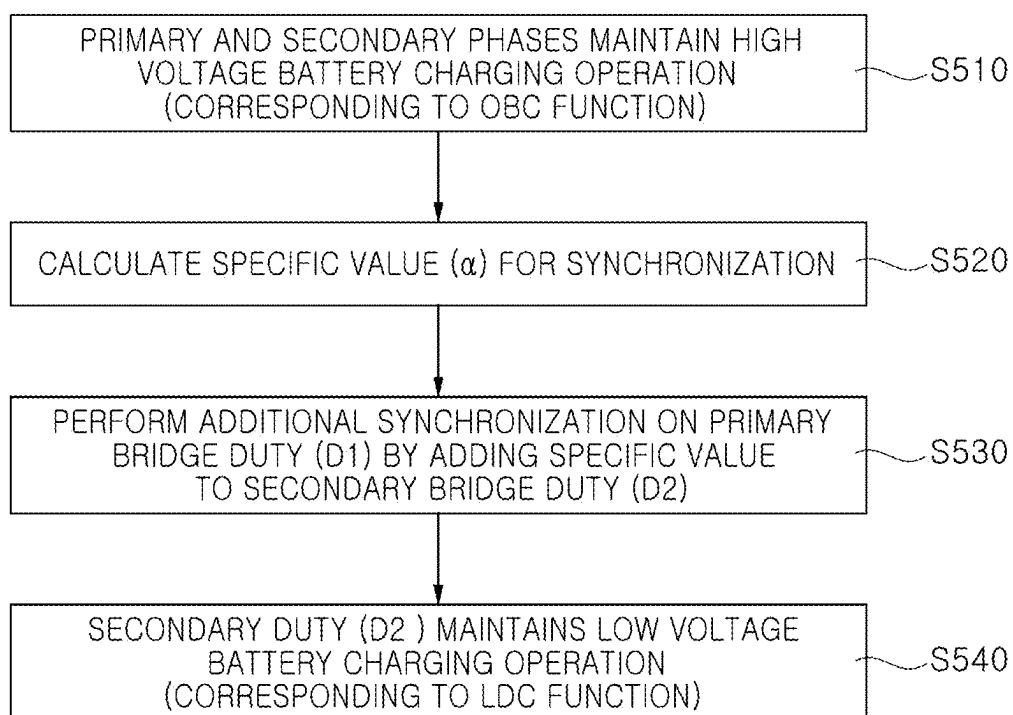 PRIMARY AND SECONDARY PHASES MAINTAIN HIGH
VOLTAGE BATTERY CHARGING OPERATION
(CORRESPONDING TO OBC FUNCTION)
S510
CALCULATE SPECIFIC VALUE (α) FOR SYNCHRONIZATION
S520
PERFORM ADDITIONAL SYNCHRONIZATION ON PRIMARY
BRIDGE DUTY (D1) BY ADDING SPECIFIC VALUE
TO SECONDARY BRIDGE DUTY (D2)
S530
SECONDARY DUTY (D2 ) MAINTAINS LOW VOLTAGE
BATTERY CHARGING OPERATION
(CORRESPONDING TO LDC FUNCTION)
S540